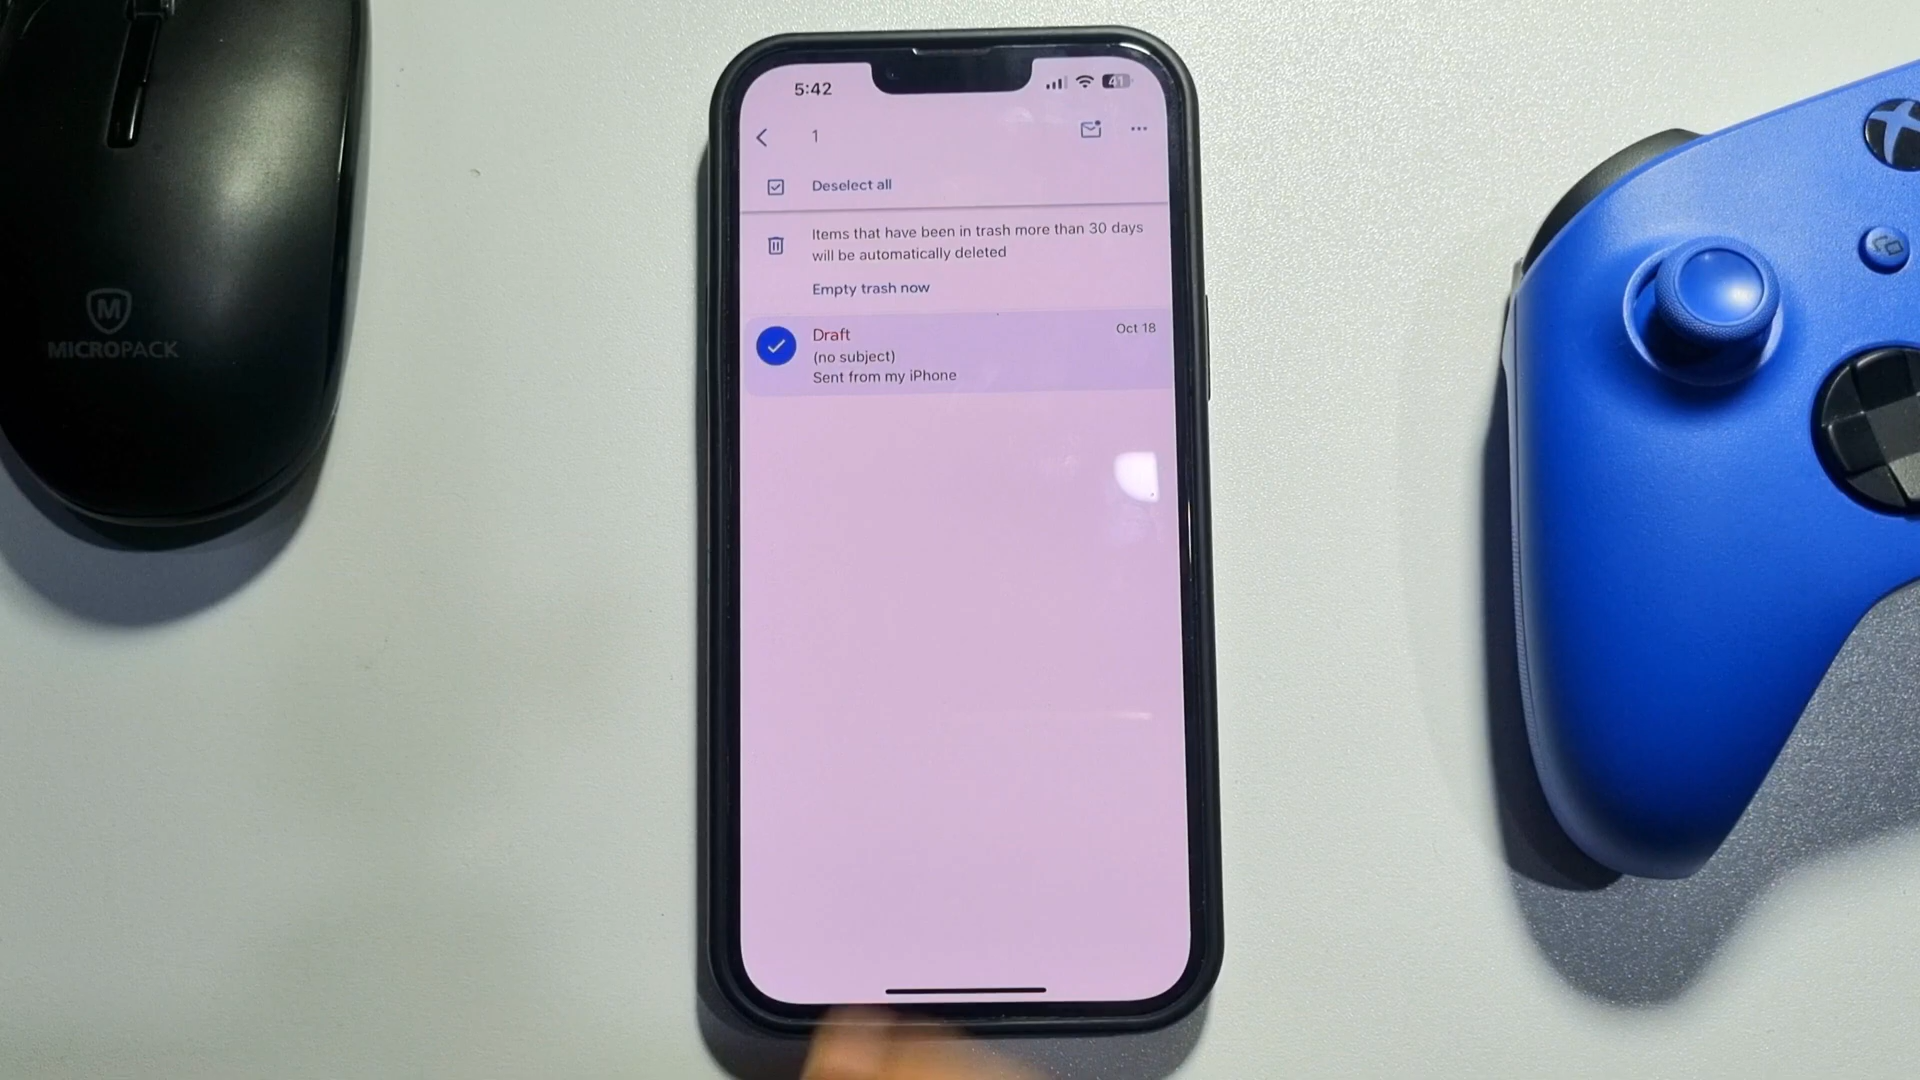 5:42
41
1
Deselect all
Items that have been in trash more than 30 days
will be automatically deleted
Empty trash now
Draft
Oct 18
(no subject)
Sent from my iPhone
M
MICROPACK